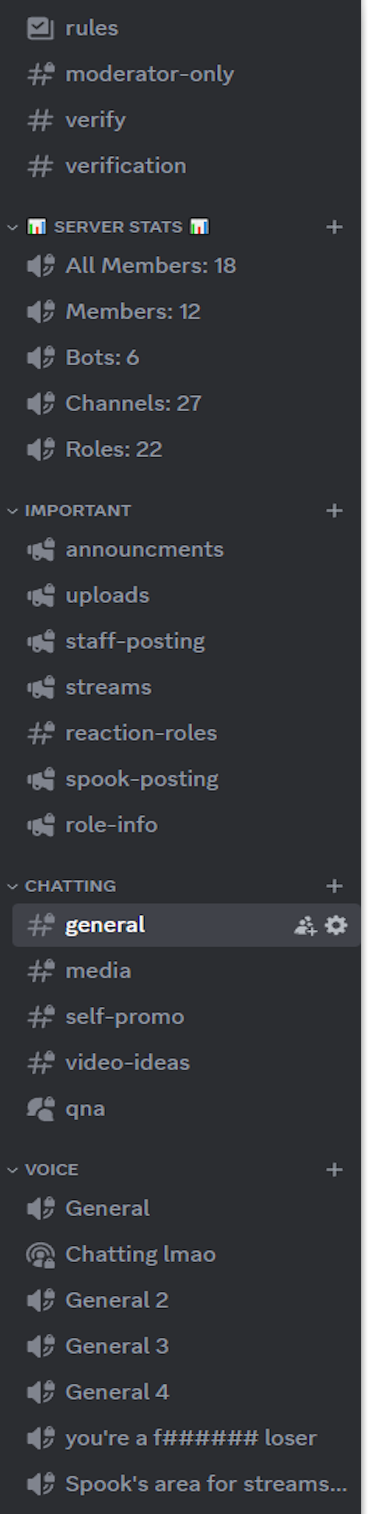 rules
moderator-only
verify
verification
📊 SERVER STATS 📊
All Members: 18
Members: 12
Bots: 6
Channels: 27
Roles: 22
IMPORTANT
announcments
uploads
staff-posting
streams
reaction-roles
spook-posting
role-info
CHATTING
general
media
self-promo
video-ideas
qna
VOICE
General
Chatting lmao
General 2
General 3
General 4
you're a f###### loser
Spook's area for streams...